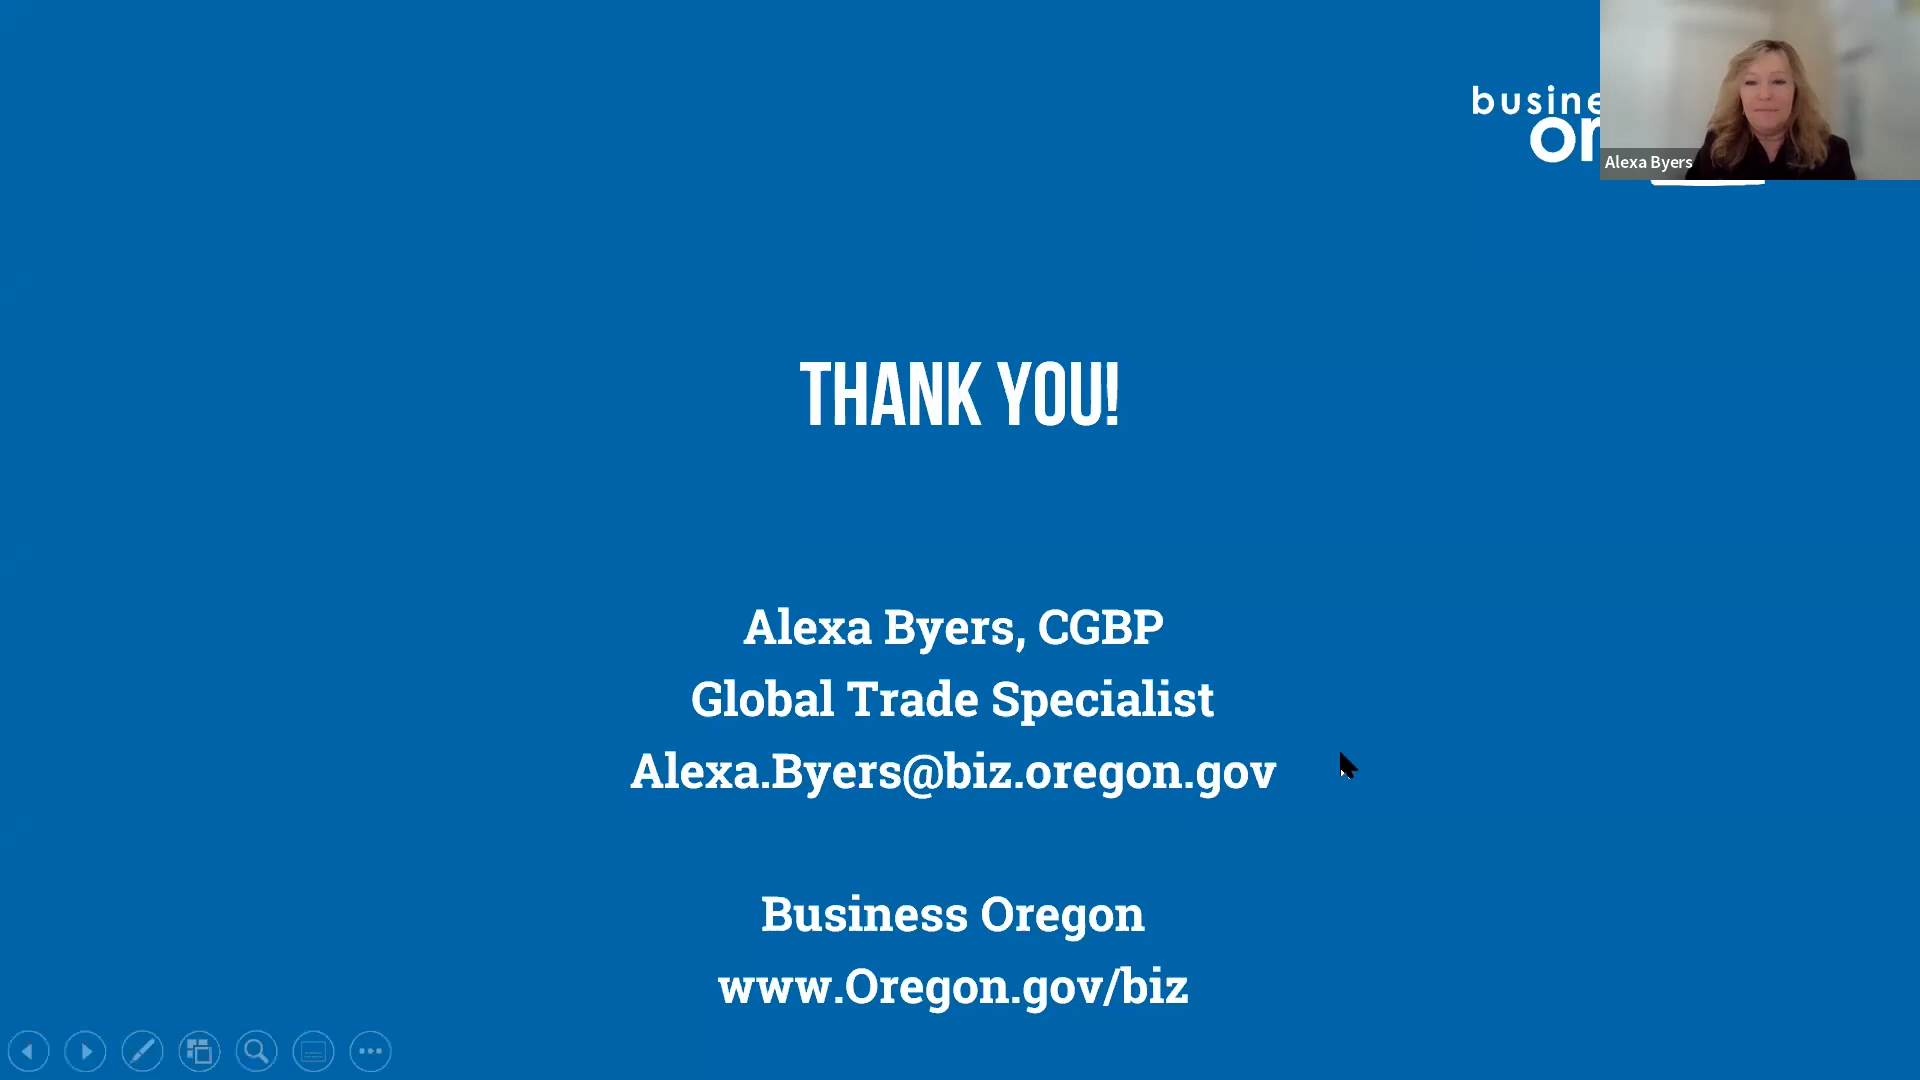 busine
or
Alexa Byers
THANK YOU!
Alexa Byers, CGBP
Global Trade Specialist
Alexa.Byers@biz.oregon.gov
Business Oregon
www.Oregon.gov/biz